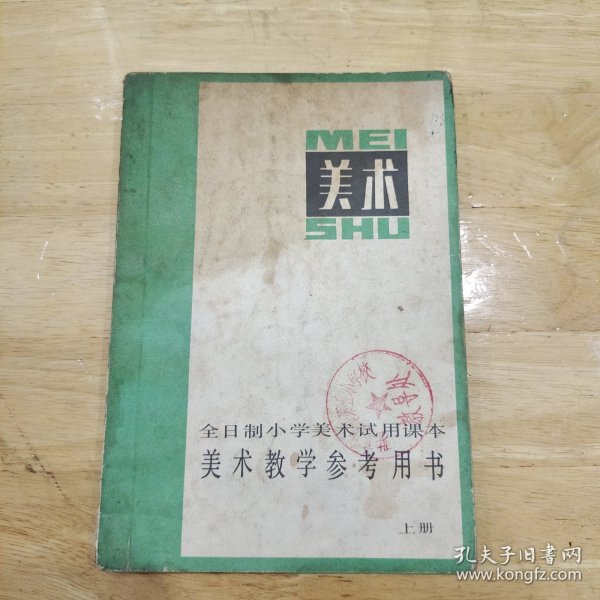 MEI
美术
SHU
全日制小学美术试用课本
美术教学参考用书
上册
孔夫子旧书网
www.kongfz.com